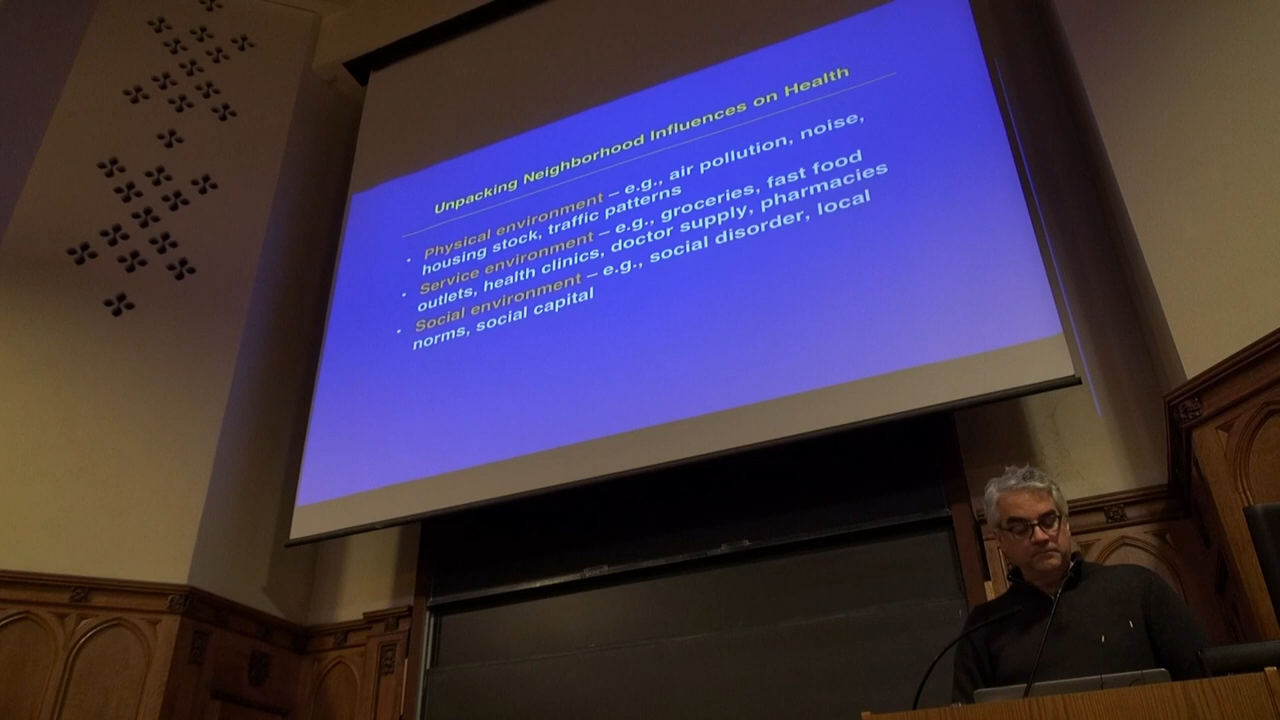 Unpacking Neighborhood Influences on Health
• Physical environment – e.g., air pollution, noise,
housing stock, traffic patterns
• Service environment – e.g., groceries, fast food
outlets, health clinics, doctor supply, pharmacies
• Social environment – e.g., social disorder, local
norms, social capital